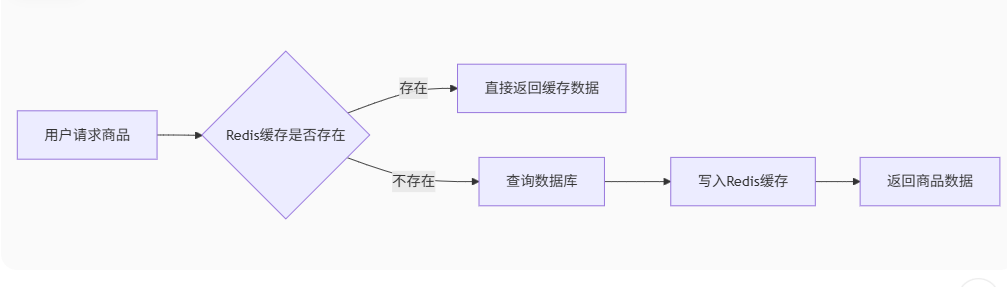 用户请求商品
Redis缓存是否存在
存在
直接返回缓存数据
不存在
查询数据库
写入Redis缓存
返回商品数据